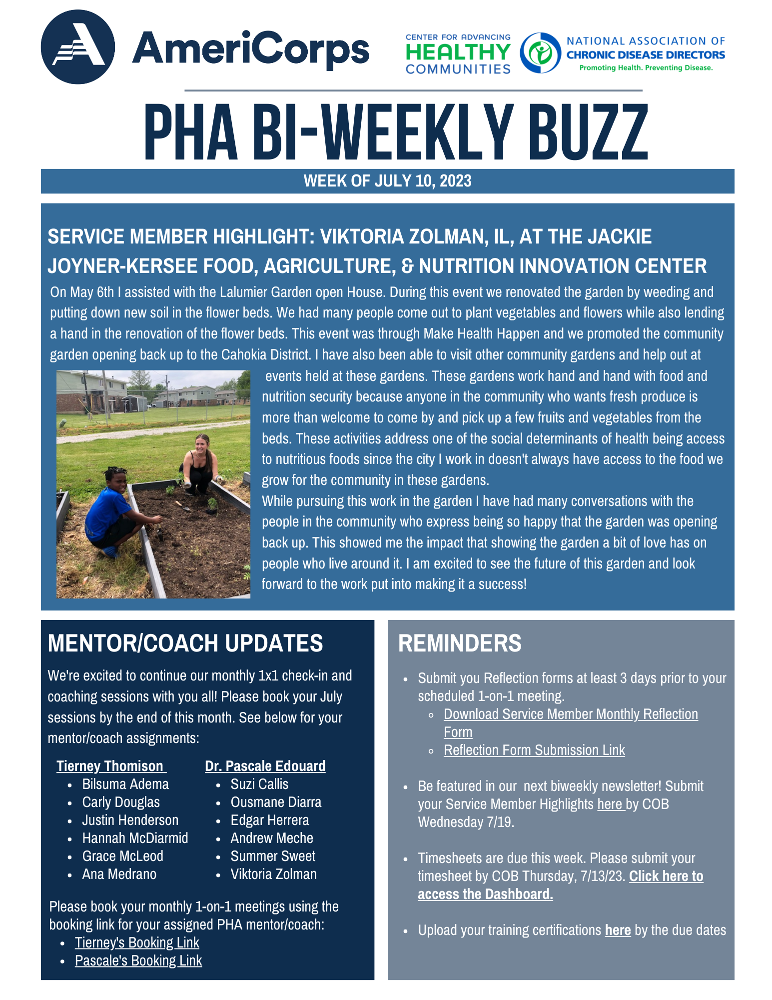 AmeriCorps
CENTER FOR ADVANCING
HEALTHY
COMMUNITIES
NATIONAL ASSOCIATION OF
CHRONIC DISEASE DIRECTORS
Promoting Health. Preventing Disease.
PHA BI-WEEKLY BUZZ
WEEK OF JULY 10, 2023
SERVICE MEMBER HIGHLIGHT: VIKTORIA ZOLMAN, IL, AT THE JACKIE
JOYNER-KERSEE FOOD, AGRICULTURE, & NUTRITION INNOVATION CENTER
On May 6th I assisted with the Lalumier Garden open House. During this event we renovated the garden by weeding and
putting down new soil in the flower beds. We had many people come out to plant vegetables and flowers while also lending
a hand in the renovation of the flower beds. This event was through Make Health Happen and we promoted the community
garden opening back up to the Cahokia District. I have also been able to visit other community gardens and help out at
events held at these gardens. These gardens work hand and hand with food and
nutrition security because anyone in the community who wants fresh produce is
more than welcome to come by and pick up a few fruits and vegetables from the
beds. These activities address one of the social determinants of health being access
to nutritious foods since the city I work in doesn't always have access to the food we
grow for the community in these gardens.
While pursuing this work in the garden I have had many conversations with the
people in the community who express being so happy that the garden was opening
back up. This showed me the impact that showing the garden a bit of love has on
people who live around it. I am excited to see the future of this garden and look
forward to the work put into making it a success!
MENTOR/COACH UPDATES
We're excited to continue our monthly 1x1 check-in and
coaching sessions with you all! Please book your July
sessions by the end of this month. See below for your
mentor/coach assignments:
Tierney Thomison
• Bilsuma Adema
• Carly Douglas
• Justin Henderson
• Hannah McDiarmid
• Grace McLeod
• Ana Medrano
Dr. Pascale Edouard
• Suzi Callis
• Ousmane Diarra
• Edgar Herrera
• Andrew Meche
• Summer Sweet
• Viktoria Zolman
Please book your monthly 1-on-1 meetings using the
booking link for your assigned PHA mentor/coach:
• Tierney's Booking Link
• Pascale's Booking Link
REMINDERS
• Submit you Reflection forms at least 3 days prior to your
scheduled 1-on-1 meeting.
◦ Download Service Member Monthly Reflection
Form
◦ Reflection Form Submission Link
• Be featured in our next biweekly newsletter! Submit
your Service Member Highlights here by COB
Wednesday 7/19.
• Timesheets are due this week. Please submit your
timesheet by COB Thursday, 7/13/23. Click here to
access the Dashboard.
• Upload your training certifications here by the due dates